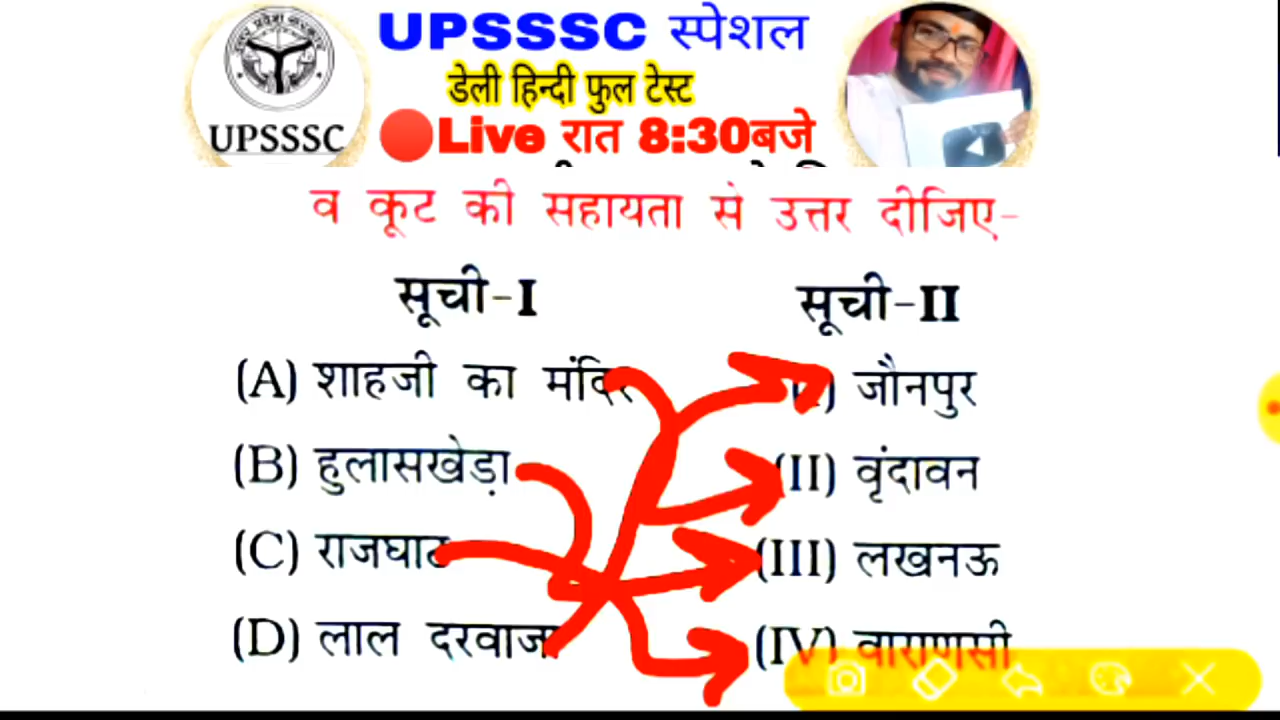 UPSSSC स्पेशल
डेली हिन्दी फुल टेस्ट
Live रात 8:30बजे
UPSSSC
व कूट की सहायता से उत्तर दीजिए-
सूची-I सूची-II
(A) शाहजी का मंदिर जौनपुर
(B) हुलासखेड़ा (II) वृंदावन
(C) राजघाट (III) लखनऊ
(D) लाल दरवाजा (IV) वाराणसी